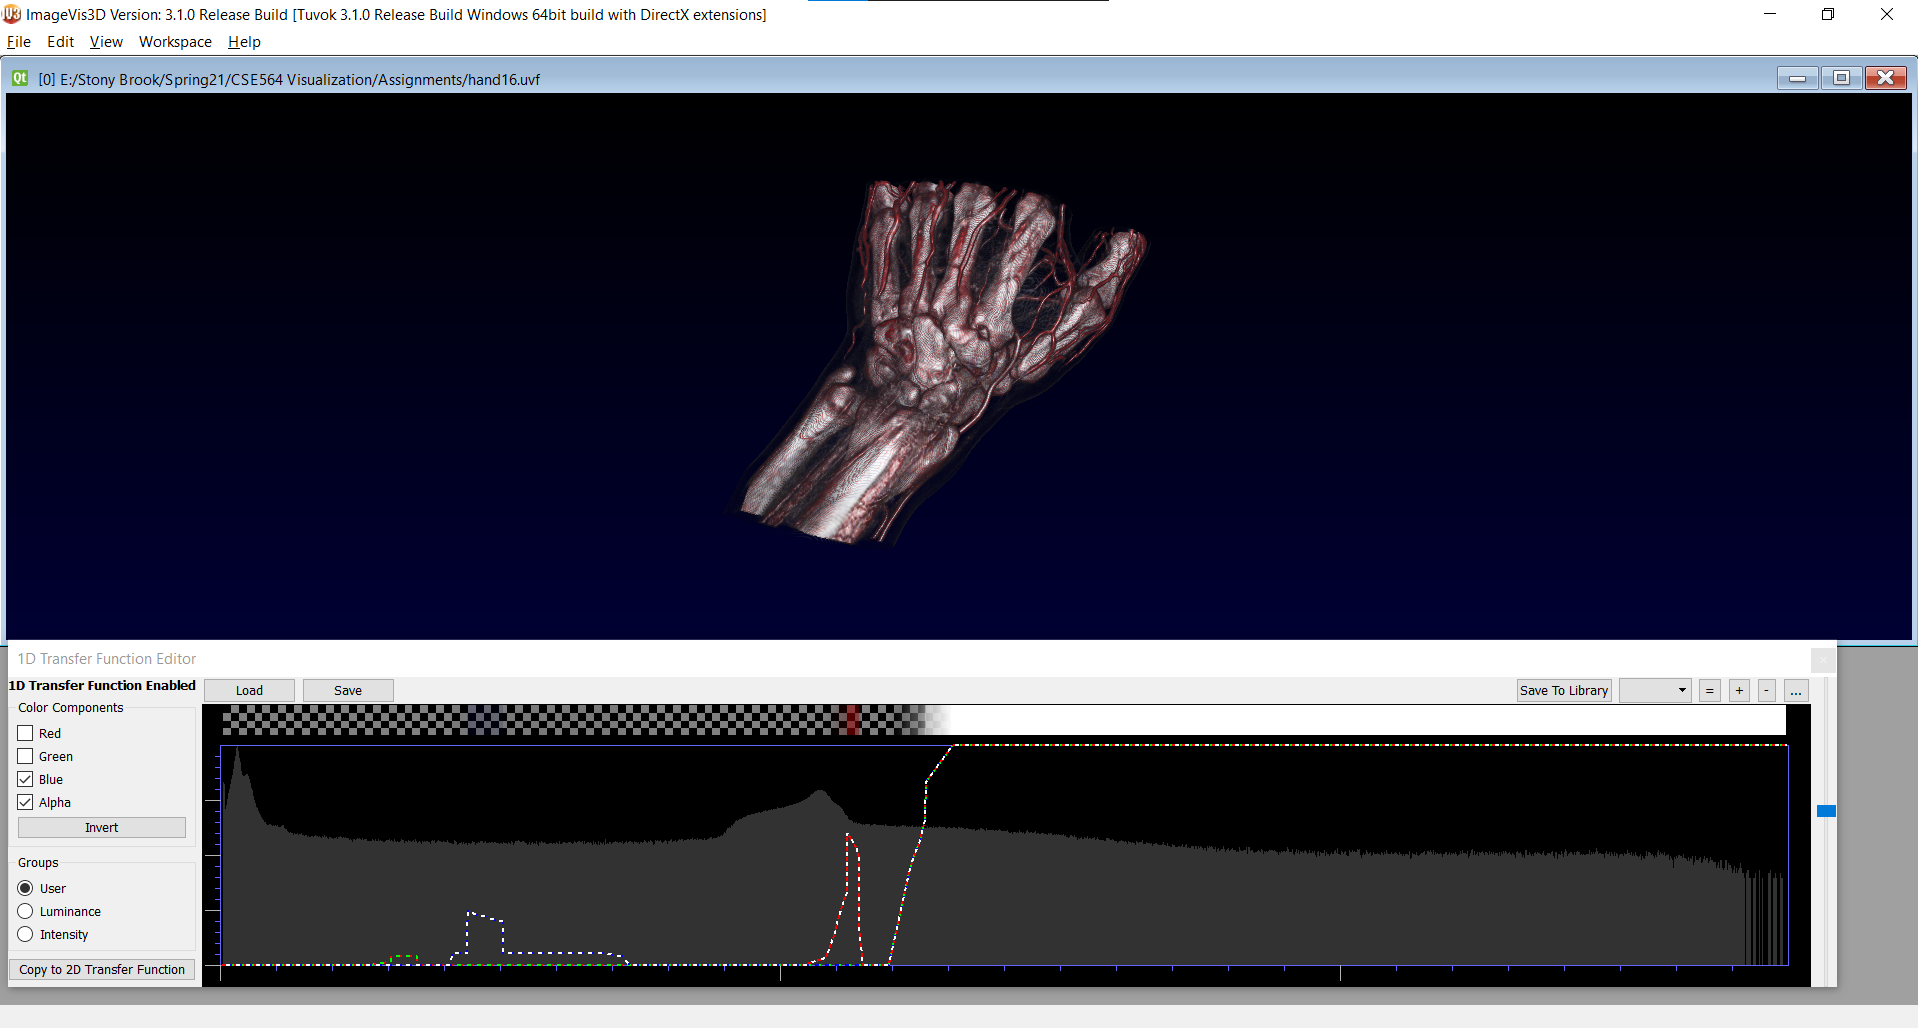 ImageVis3D Version: 3.1.0 Release Build [Tuvok 3.1.0 Release Build Windows 64bit build with DirectX extensions]
File Edit View Workspace Help
Qt [0] E:/Stony Brook/Spring21/CSE564 Visualization/Assignments/hand16.uvf
1D Transfer Function Editor
1D Transfer Function Enabled Load Save Save To Library = + - ...
Color Components
Red
Green
Blue
Alpha
Invert
Groups
User
Luminance
Intensity
Copy to 2D Transfer Function